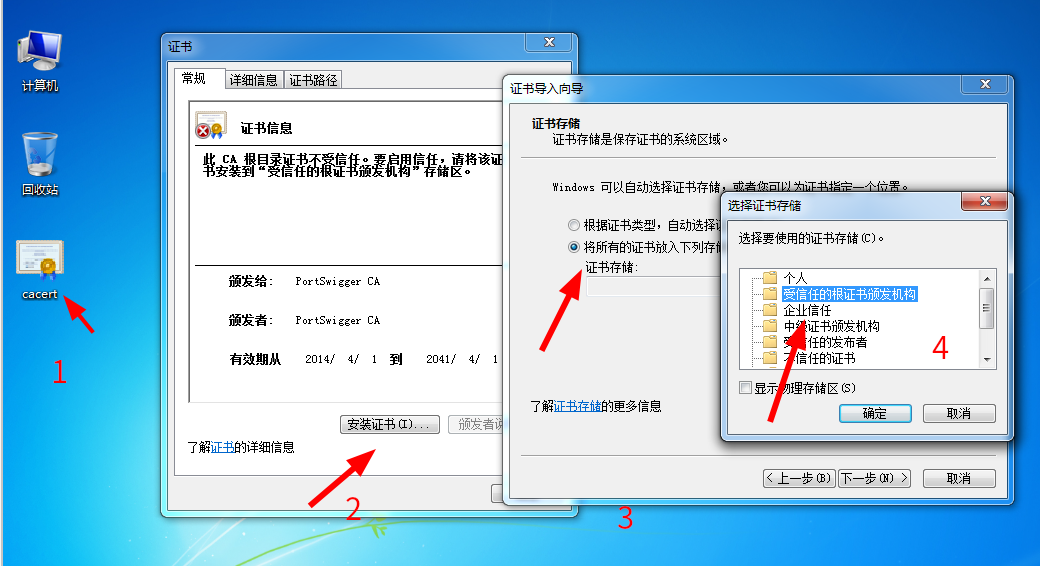 计算机
回收站
cacert
1
证书
常规
详细信息
证书路径
证书信息
此 CA 根目录证书不受信任。要启用信任，请将该证
书安装到“受信任的根证书颁发机构”存储区。
颁发给： PortSwigger CA
颁发者： PortSwigger CA
有效期从 2014/ 4/ 1 到 2041/ 4/ 1
安装证书(I)...
颁发者
了解证书的详细信息
2
证书导入向导
证书存储
证书存储是保存证书的系统区域。
Windows 可以自动选择证书存储，或者您可以为证书指定一个位置。
根据证书类型，自动选择
将所有的证书放入下列存储
证书存储:
了解证书存储的更多信息
< 上一步(B)
下一步(N) >
取消
3
选择证书存储
选择要使用的证书存储(C)。
个人
受信任的根证书颁发机构
企业信任
中级证书颁发机构
受信任的发布者
不信任的证书
4
显示物理存储区(S)
确定
取消